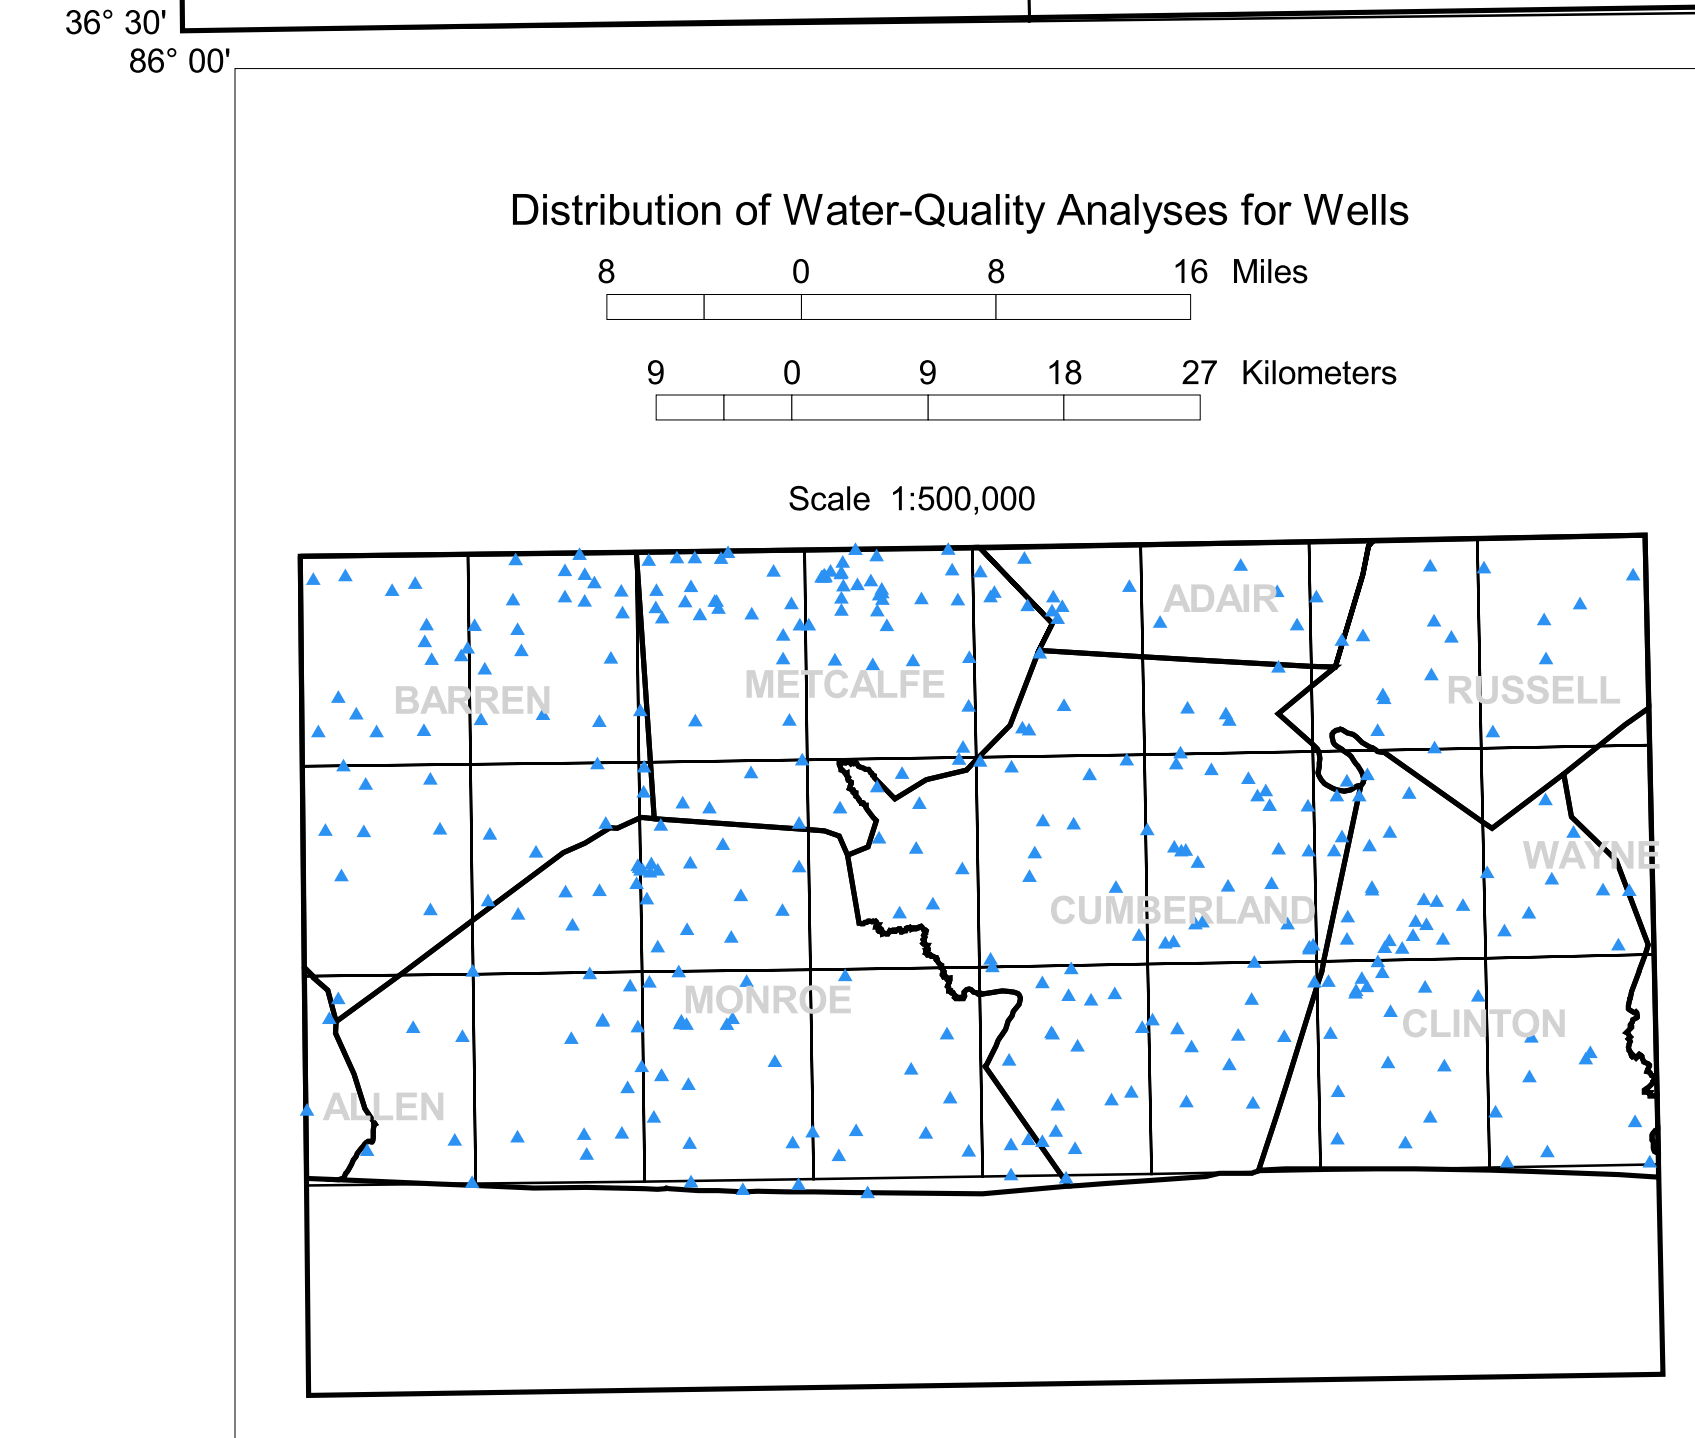 36° 30'
86° 00'
Distribution of Water-Quality Analyses for Wells
8 0 8 16 Miles
9 0 9 18 27 Kilometers
Scale 1:500,000
ADAIR
METCALFE
BARREN
RUSSELL
WAYNE
CUMBERLAND
MONROE
CLINTON
ALLEN